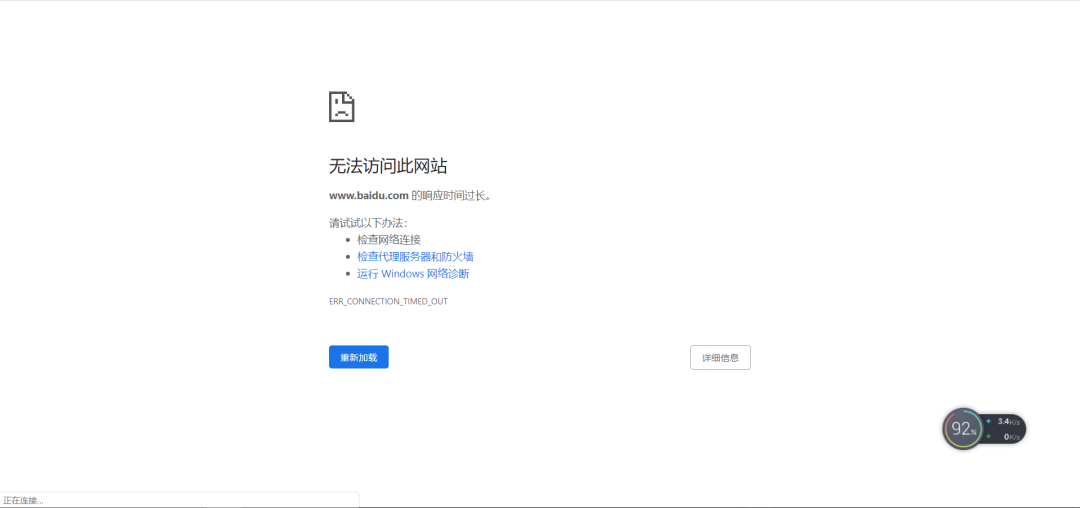 无法访问此网站
www.baidu.com 的响应时间过长。
请试试以下办法：
检查网络连接
检查代理服务器和防火墙
运行 Windows 网络诊断
ERR_CONNECTION_TIMED_OUT
重新加载
详细信息
92%
3.4K/s
0K/s
正在连接...